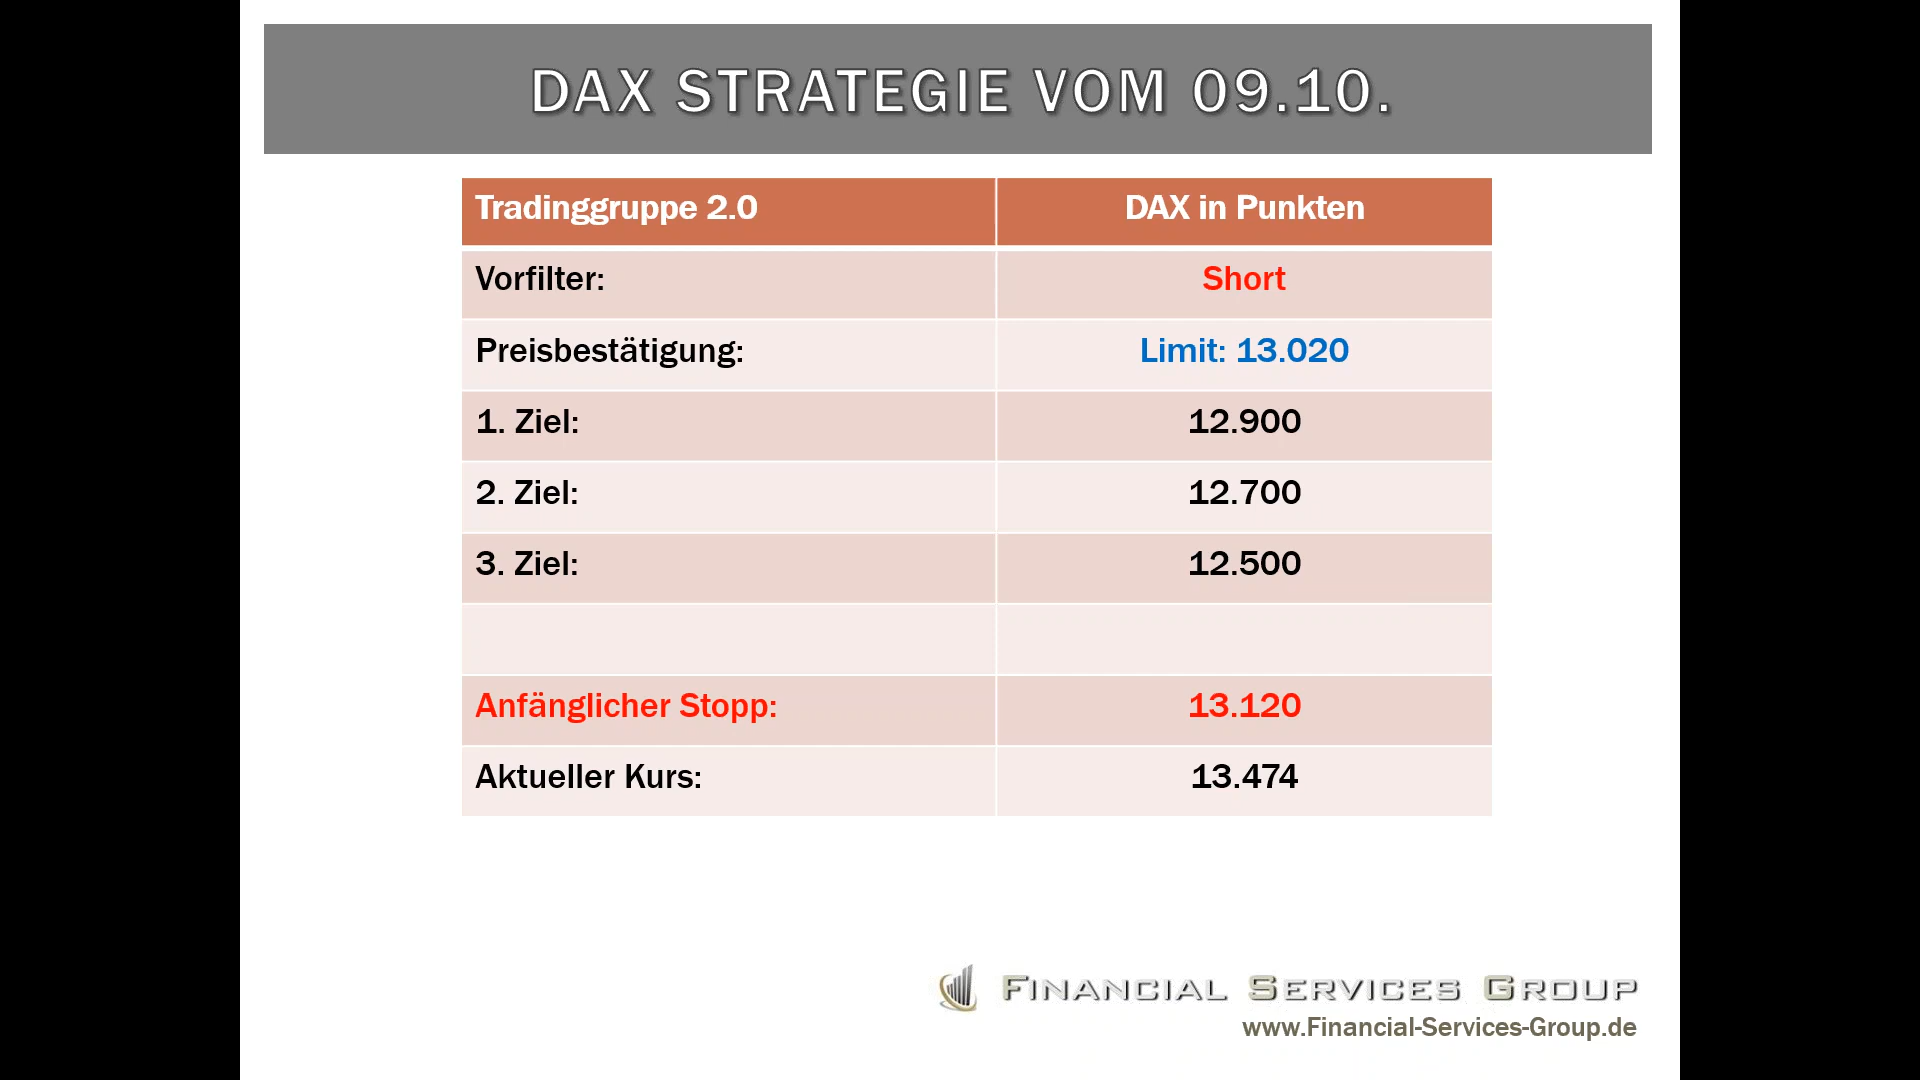 DAX STRATEGIE VOM 09.10.
Tradinggruppe 2.0 DAX in Punkten
Vorfilter: Short
Preisbestätigung: Limit: 13.020
1. Ziel: 12.900
2. Ziel: 12.700
3. Ziel: 12.500
Anfänglicher Stopp: 13.120
Aktueller Kurs: 13.474
FINANCIAL SERVICES GROUP
www.Financial-Services-Group.de